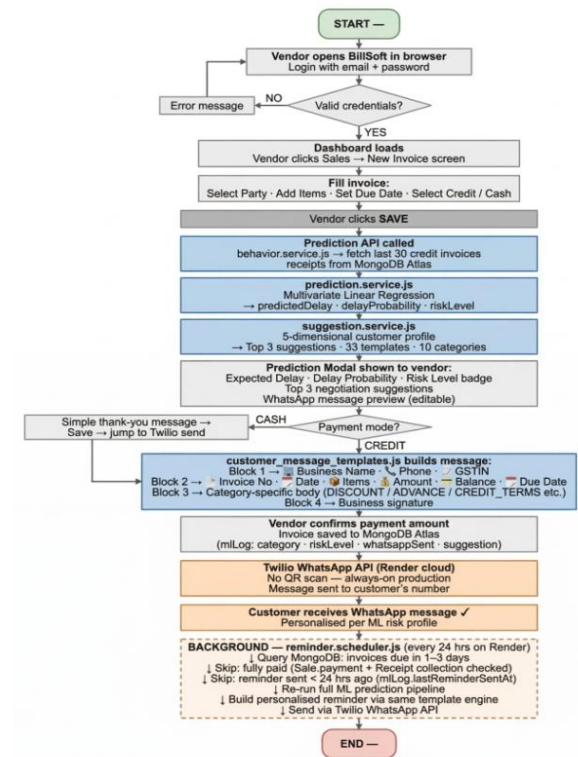 START —
Vendor opens BillSoft in browser
Login with email + password
Error message
NO
Valid credentials?
YES
Dashboard loads
Vendor clicks Sales → New Invoice screen
Fill invoice:
Select Party · Add Items · Set Due Date · Select Credit / Cash
Vendor clicks SAVE
Prediction API called
behavior.service.js → fetch last 30 credit invoices
receipts from MongoDB Atlas
prediction.service.js
Multivariate Linear Regression
→ predictedDelay · delayProbability · riskLevel
suggestion.service.js
5-dimensional customer profile
→ Top 3 suggestions · 33 templates · 10 categories
Prediction Modal shown to vendor:
Expected Delay · Delay Probability · Risk Level badge
Top 3 negotiation suggestions
WhatsApp message preview (editable)
Simple thank-you message →
Save → jump to Twilio send
CASH
Payment mode?
CREDIT
customer_message_templates.js builds message:
Block 1 → Business Name · Phone · GSTIN
Block 2 → Invoice No · Date · Items · Amount · Balance · Due Date
Block 3 → Category-specific body (DISCOUNT / ADVANCE / CREDIT_TERMS etc.)
Block 4 → Business signature
Vendor confirms payment amount
Invoice saved to MongoDB Atlas
(mlLog: category · riskLevel · whatsappSent · suggestion)
Twilio WhatsApp API (Render cloud)
No QR scan — always-on production
Message sent to customer's number
Customer receives WhatsApp message ✓
Personalised per ML risk profile
BACKGROUND — reminder.scheduler.js (every 24 hrs on Render)
↓ Query MongoDB: invoices due in 1–3 days
↓ Skip: fully paid (Sale.payment + Receipt collection checked)
↓ Skip: reminder sent < 24 hrs ago (mlLog.lastReminderSentAt)
↓ Re-run full ML prediction pipeline
↓ Build personalised reminder via same template engine
↓ Send via Twilio WhatsApp API
END —